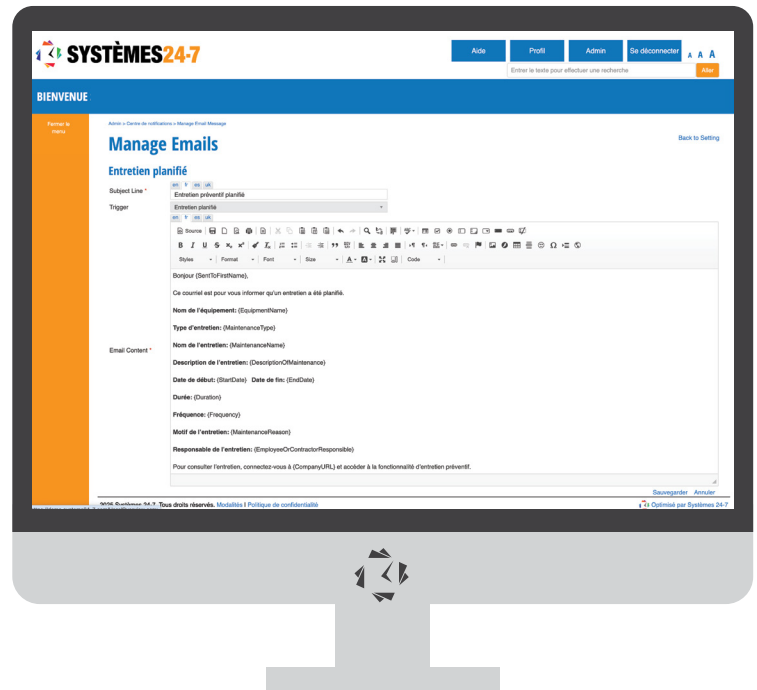 SYSTÈMES24-7
Aide Profil Admin Se déconnecter A A A
Entrer le texte pour effectuer une recherche Aller
BIENVENUE
Fermer le
menu
Admin > Centre de notifications > Manage Email Message
Manage Emails
Back to Setting
Entretien planifié
en fr es uk
Subject Line * Entretien préventif planifié
Trigger Entretien planifié
en fr es uk
Source
B I U S x₂ x² Tx
Styles Format Font Size A A Code
Bonjour {SentToFirstName},
Ce courriel est pour vous informer qu'un entretien a été planifié.
Nom de l'équipement: {EquipmentName}
Type d'entretien: {MaintenanceType}
Email Content *
Nom de l'entretien: {MaintenanceName}
Description de l'entretien: {DescriptionOfMaintenance}
Date de début: {StartDate} Date de fin: {EndDate}
Durée: {Duration}
Fréquence: {Frequency}
Motif de l'entretien: {MaintenanceReason}
Responsable de l'entretien: {EmployeeOrContractorResponsible}
Pour consulter l'entretien, connectez-vous à {CompanyURL} et accéder à la fonctionnalité d'entretien préventif.
Sauvegarder Annuler
2025 Systèmes 24-7. Tous droits réservés. Modalités I Politique de confidentialité
Optimisé par Systèmes 24-7